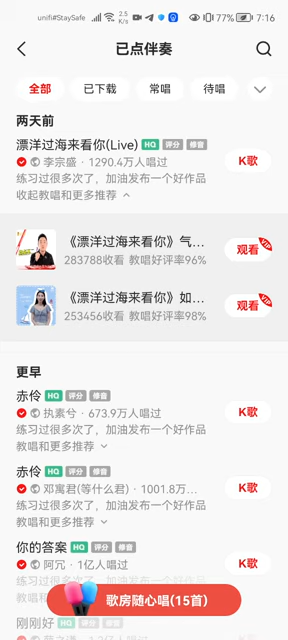 unifi#StaySafe 2.5 K/s 77% 7:16
已点伴奏
全部 已下载 常唱 待唱
两天前
漂洋过海来看你(Live) HQ 评分 修音
李宗盛 · 1290.4万人唱过
K歌
练习过很多次了，加油发布一个好作品
收起教唱和更多推荐
《漂洋过海来看你》气...
283788收看 教唱好评率96%
观看 VIP
《漂洋过海来看你》如...
253456收看 教唱好评率98%
观看 VIP
更早
赤伶 HQ 评分 修音
执素兮 · 673.9万人唱过
K歌
练习过很多次了，加油发布一个好作品
教唱和更多推荐
赤伶 HQ 评分 修音
邓寓君(等什么君) · 1001.8万...
K歌
练习过很多次了，加油发布一个好作品
教唱和更多推荐
你的答案 HQ 评分 修音
阿冗 · 1亿人唱过
K歌
歌房随心唱(15首)
刚刚好 HQ 评分 修音